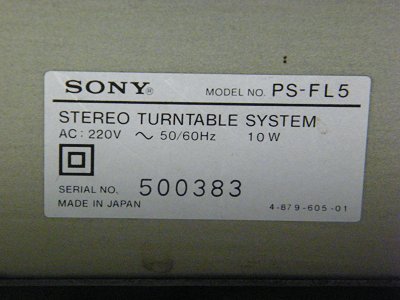 SONY® MODEL NO. PS-FL5
STEREO TURNTABLE SYSTEM
AC: 220V ~ 50/60Hz 10W
SERIAL NO. 500383
MADE IN JAPAN 4-879-605-01